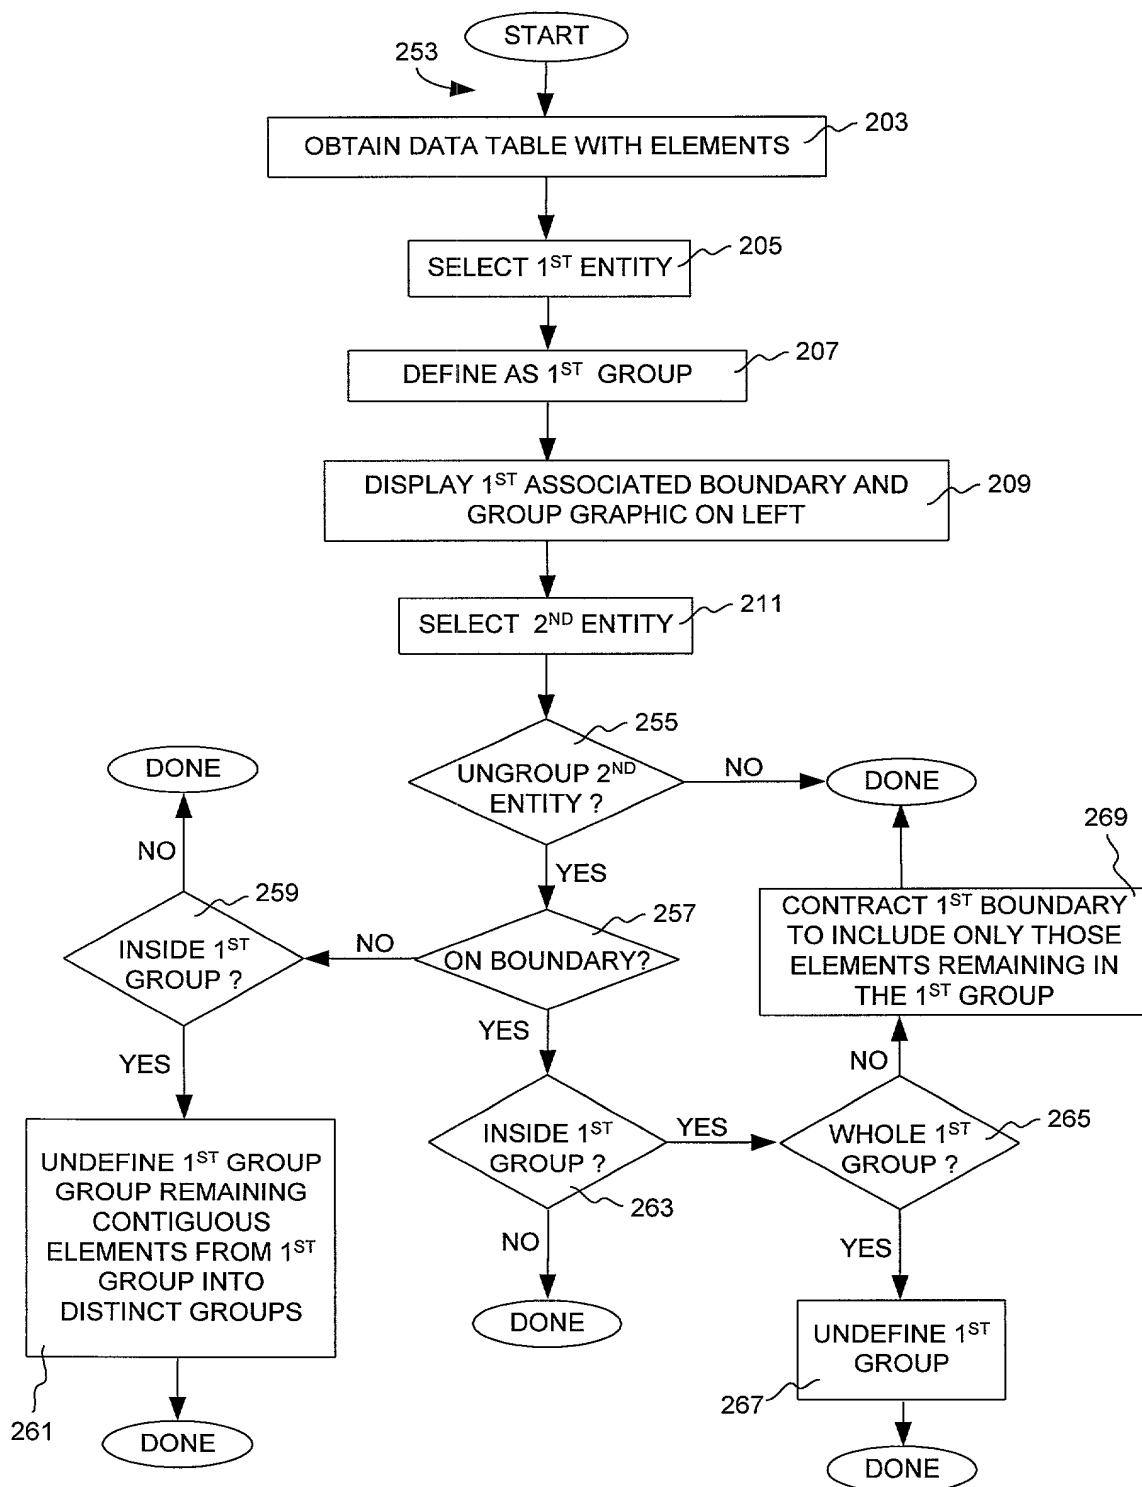 START
253
OBTAIN DATA TABLE WITH ELEMENTS
203
SELECT 1ST ENTITY
205
DEFINE AS 1ST GROUP
207
DISPLAY 1ST ASSOCIATED BOUNDARY AND
GROUP GRAPHIC ON LEFT
209
SELECT 2ND ENTITY
211
UNGROUP 2ND
ENTITY ?
255
NO
DONE
YES
ON BOUNDARY?
257
NO
INSIDE 1ST
GROUP ?
259
NO
DONE
YES
UNDEFINE 1ST GROUP
GROUP REMAINING
CONTIGUOUS
ELEMENTS FROM 1ST
GROUP INTO
DISTINCT GROUPS
261
DONE
YES
INSIDE 1ST
GROUP ?
263
NO
DONE
YES
WHOLE 1ST
GROUP ?
265
NO
CONTRACT 1ST BOUNDARY
TO INCLUDE ONLY THOSE
ELEMENTS REMAINING IN
THE 1ST GROUP
269
YES
UNDEFINE 1ST
GROUP
267
DONE